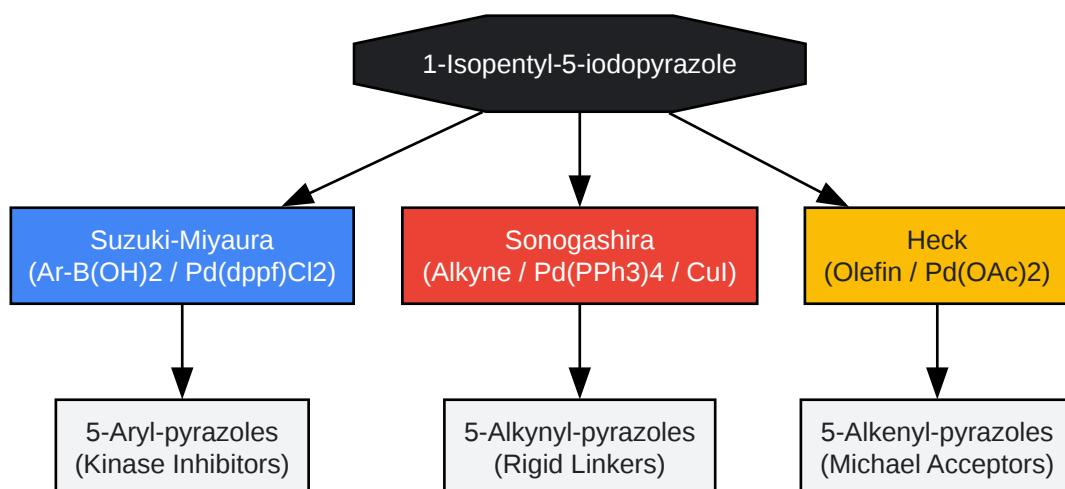 1-Isopentyl-5-iodopyrazole
Suzuki-Miyaura
(Ar-B(OH)2 / Pd(dppf)Cl2)
Sonogashira
(Alkyne / Pd(PPh3)4 / CuI)
Heck
(Olefin / Pd(OAc)2)
5-Aryl-pyrazoles
(Kinase Inhibitors)
5-Alkynyl-pyrazoles
(Rigid Linkers)
5-Alkenyl-pyrazoles
(Michael Acceptors)